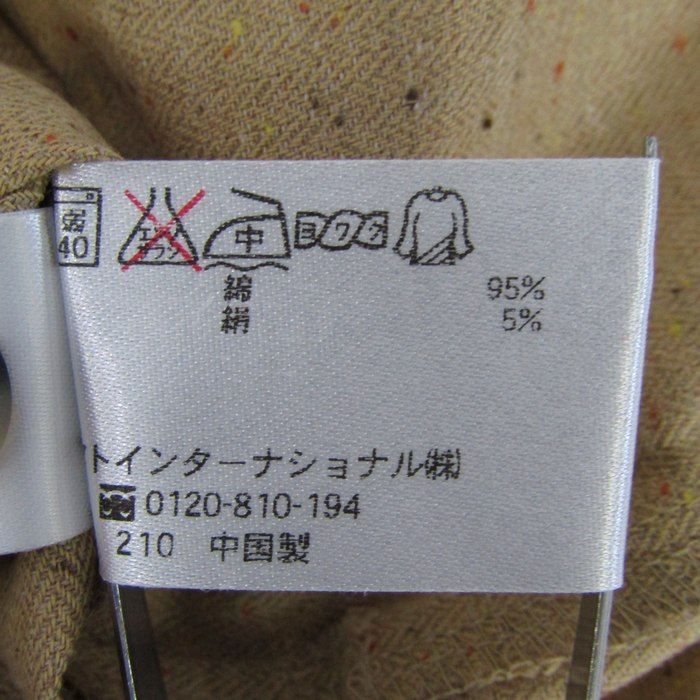 弱
40
エンソ
サラシ
中
ヨワク
綿 95%
絹 5%
トインターナショナル㈱
0120-810-194
210 中国製